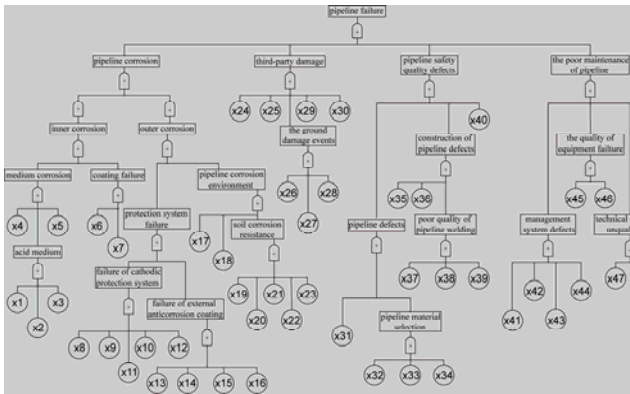 pipeline failure
pipeline corrosion
third-party damage
pipeline safety
quality defects
the poor maintenance
of pipeline
x24
x25
x29
x30
x40
inner corrosion
outer corrosion
the ground
damage events
construction of
pipeline defects
the quality of
equipment failure
medium corrosion
coating failure
pipeline corrosion
environment
x26
x28
x27
x35
x36
x45
x46
x4
x5
x6
x7
protection system
failure
x17
x18
soil corrosion
resistance
pipeline defects
poor quality of
pipeline welding
management
system defects
technical
unqual
acid medium
failure of cathodic
protection system
failure of external
anticorrosion coating
x19
x21
x23
x20
x22
x37
x38
x39
x42
x44
x47
x41
x43
x1
x3
x2
x31
pipeline material
selection
x8
x9
x10
x12
x11
x13
x14
x15
x16
x32
x33
x34